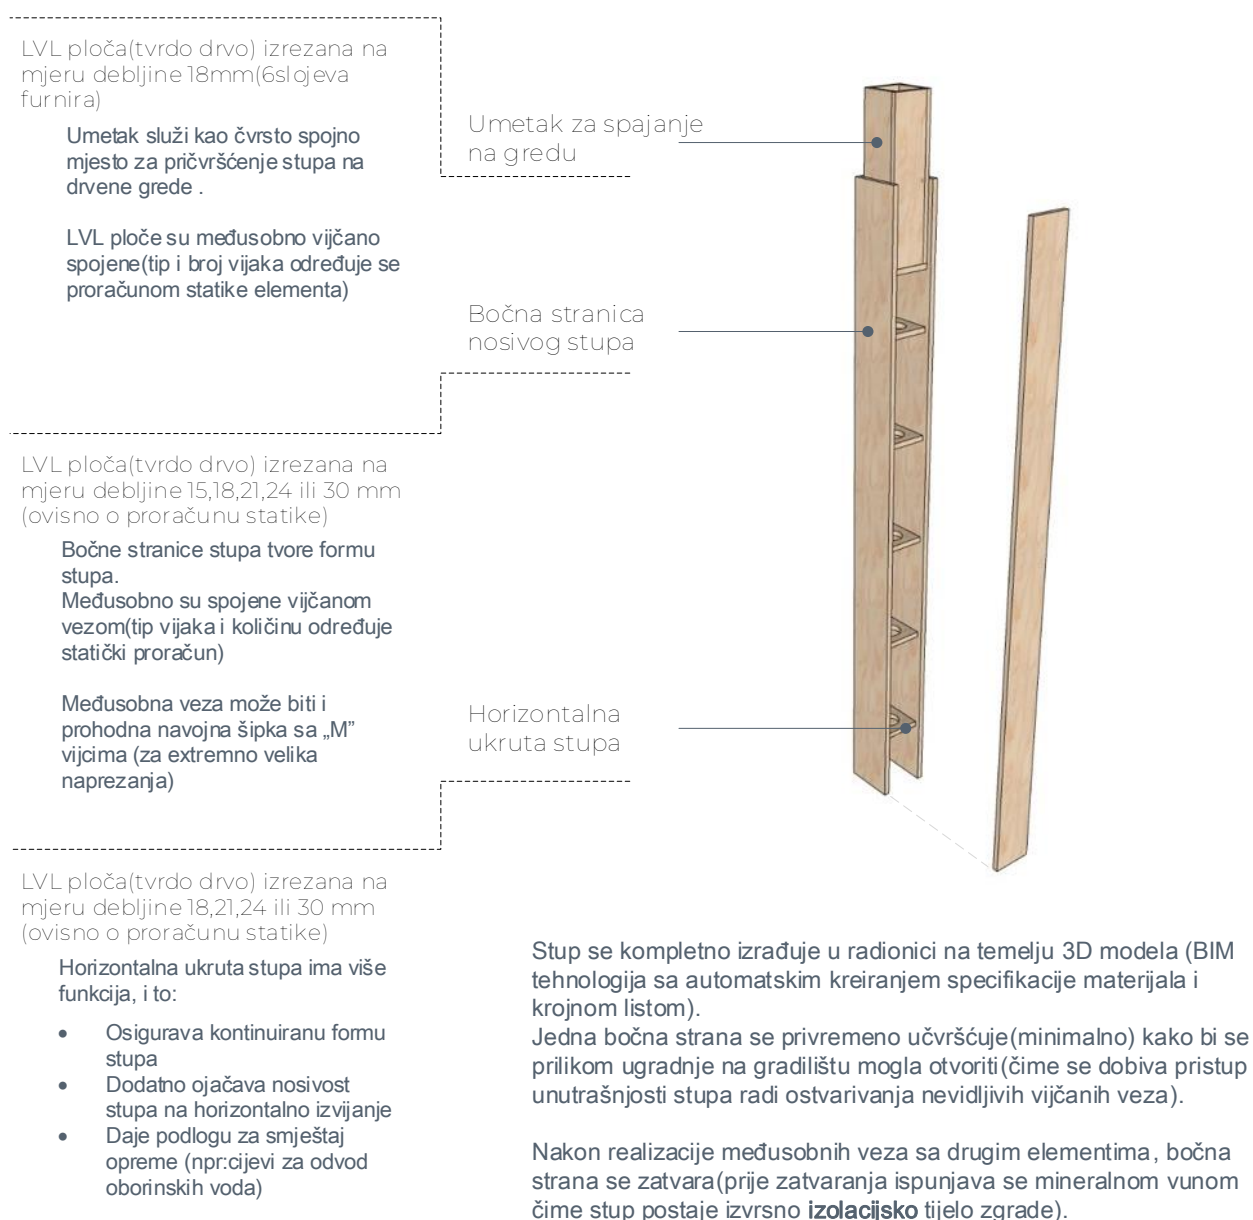 LVL ploča(tvrdo drvo) izrezana na
mjeru debljine 18mm(6slojeva
furnira)
Umetak služi kao čvrsto spojno
mjesto za pričvršćenje stupa na
drvene grede .
LVL ploče su međusobno vijčano
spojene(tip i broj vijaka određuje se
proračunom statike elementa)
Umetak za spajanje
na gredu
Bočna stranica
nosivog stupa
LVL ploča(tvrdo drvo) izrezana na
mjeru debljine 15,18,21,24 ili 30 mm
(ovisno o proračunu statike)
Bočne stranice stupa tvore formu
stupa.
Međusobno su spojene vijčanom
vezom(tip vijaka i količinu određuje
statički proračun)
Međusobna veza može biti i
prohodna navojna šipka sa „M”
vijcima (za extremno velika
naprezanja)
Horizontalna
ukruta stupa
LVL ploča(tvrdo drvo) izrezana na
mjeru debljine 18,21,24 ili 30 mm
(ovisno o proračunu statike)
Horizontalna ukruta stupa ima više
funkcija, i to:
• Osigurava kontinuiranu formu
stupa
• Dodatno ojačava nosivost
stupa na horizontalno izvijanje
• Daje podlogu za smještaj
opreme (npr:cijevi za odvod
oborinskih voda)
Stup se kompletno izrađuje u radionici na temelju 3D modela (BIM
tehnologija sa automatskim kreiranjem specifikacije materijala i
krojnom listom).
Jedna bočna strana se privremeno učvršćuje(minimalno) kako bi se
prilikom ugradnje na gradilištu mogla otvoriti(čime se dobiva pristup
unutrašnjosti stupa radi ostvarivanja nevidljivih vijčanih veza).
Nakon realizacije međusobnih veza sa drugim elementima, bočna
strana se zatvara(prije zatvaranja ispunjava se mineralnom vunom
čime stup postaje izvrsno izolacijsko tijelo zgrade).